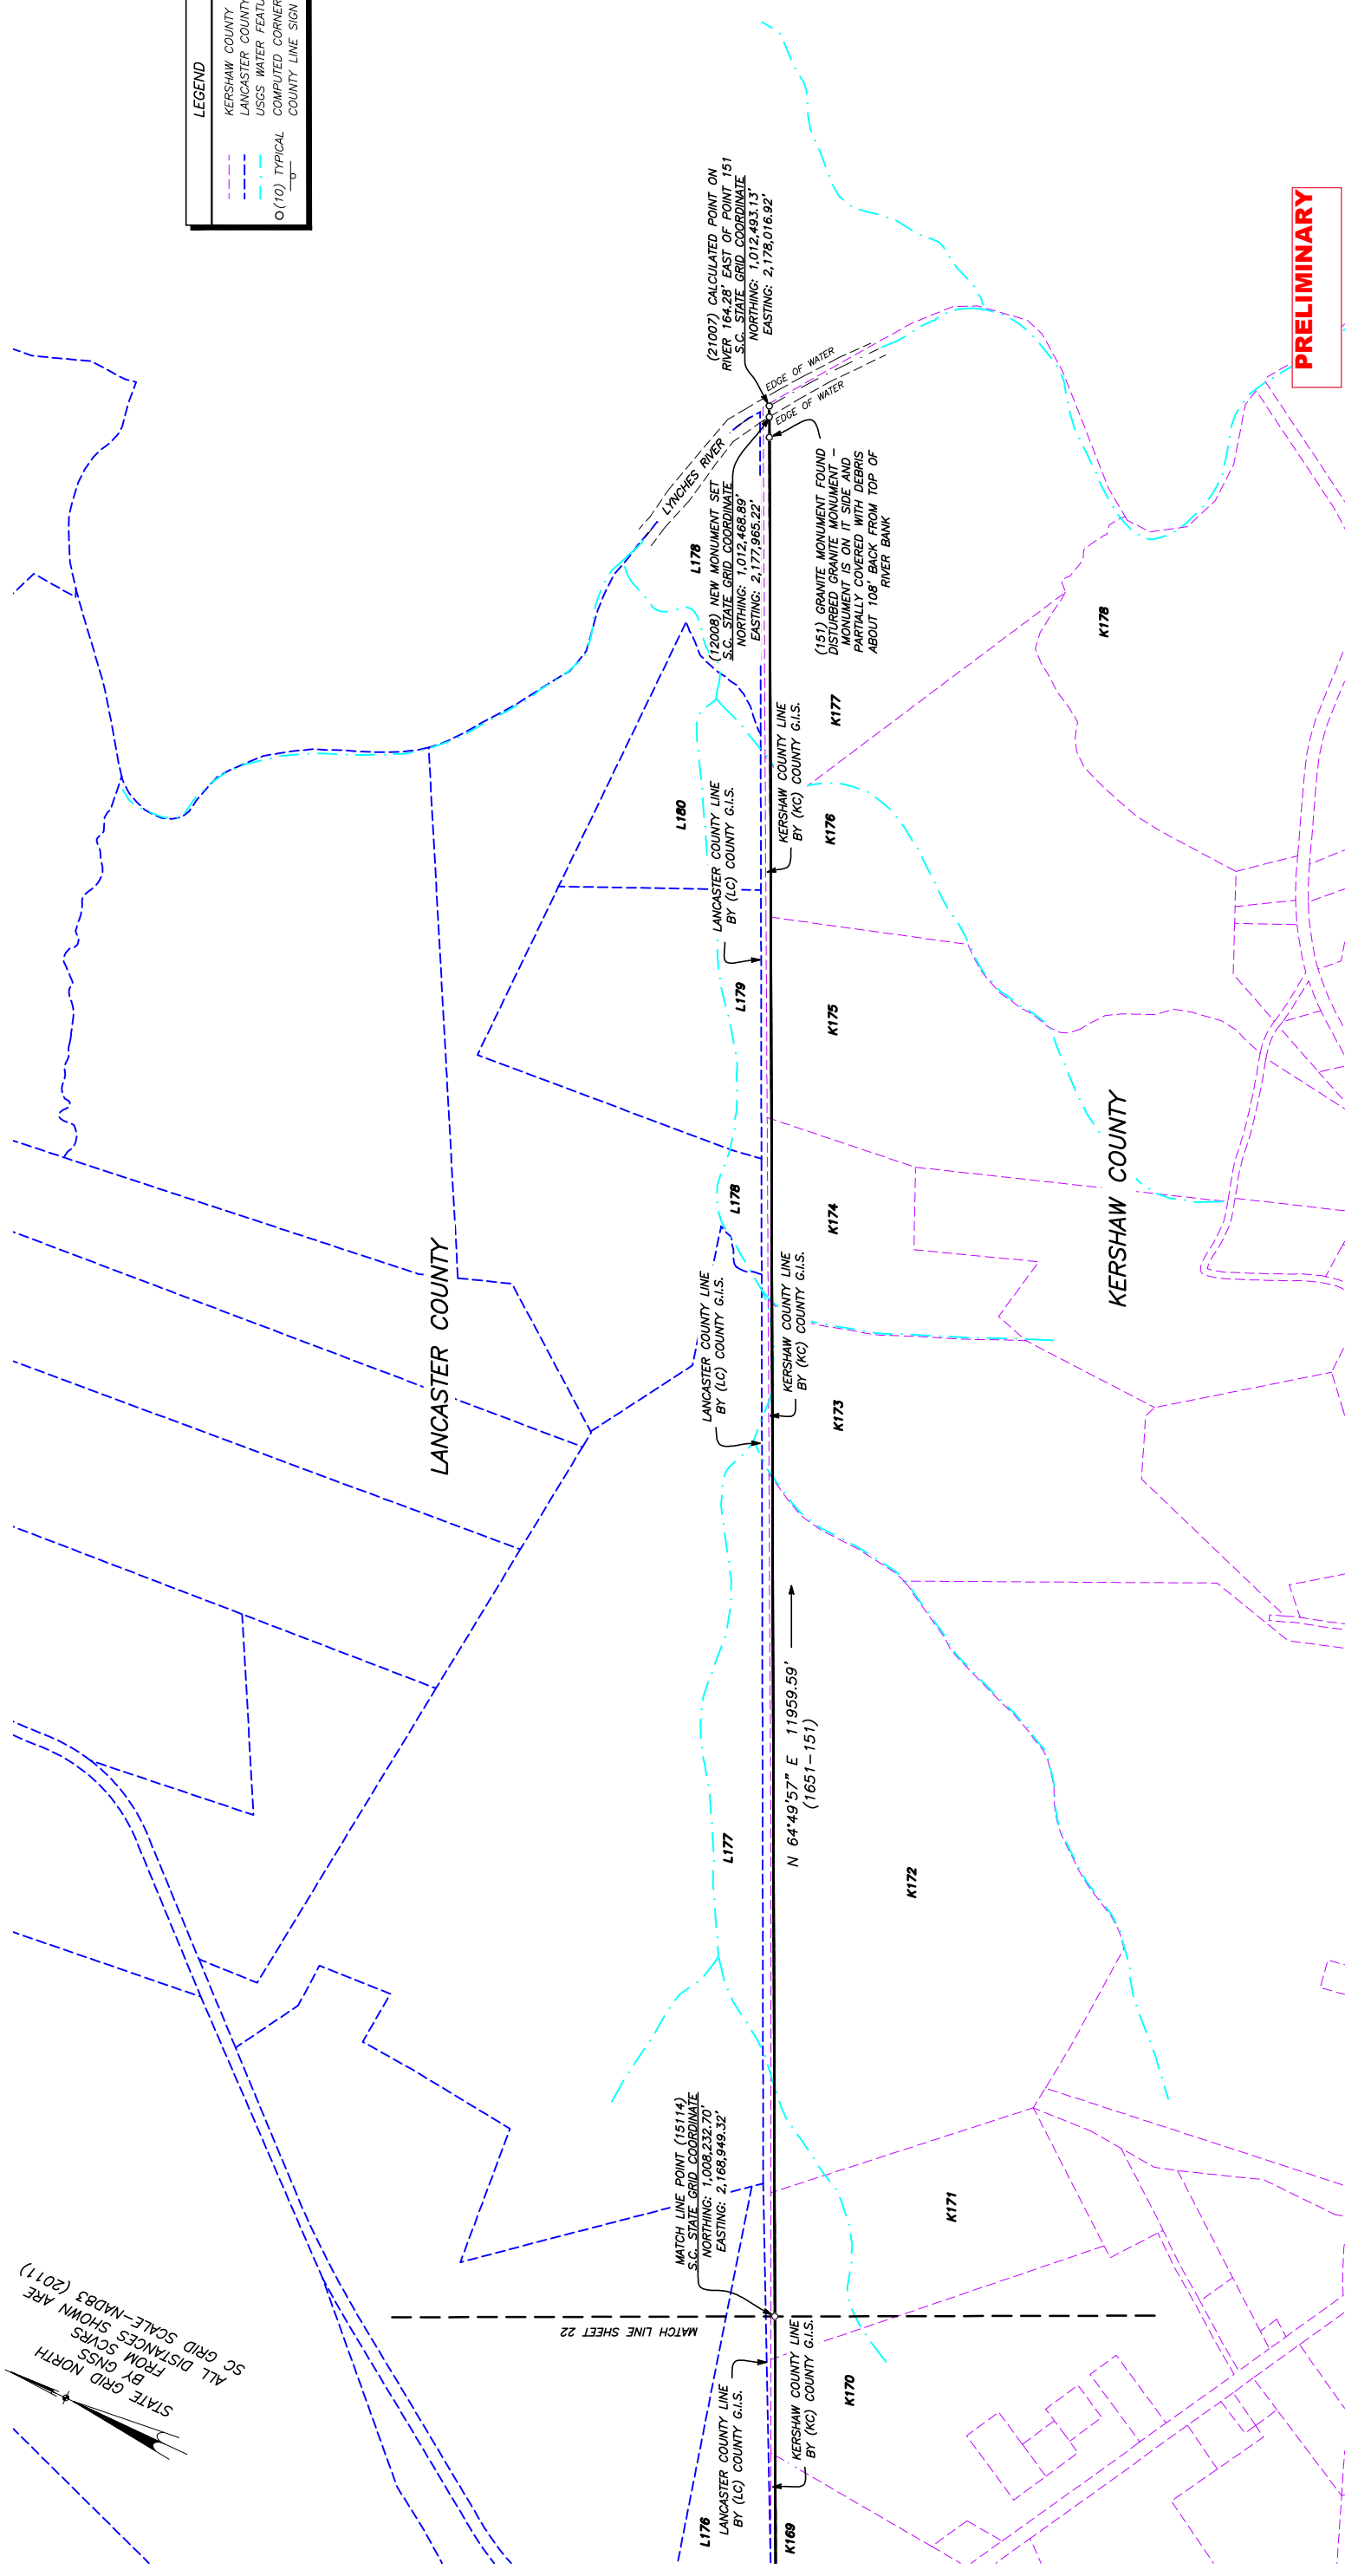 LEGEND
KERSHAW COUNTY
LANCASTER COUNTY
USGS WATER
○(10) TYPICAL COMPUTED CORNER
COUNTY LINE SIGN
PRELIMINARY
(21007) CALCULATED POINT ON
RIVER 164.28' EAST OF POINT 151
S.C. STATE GRID COORDINATE
NORTHING: 1,012,493.13'
EASTING: 2,178,016.92'
EDGE OF WATER
EDGE OF WATER
LYNCHES RIVER
L178
(12008) NEW MONUMENT SET
S.C. STATE GRID COORDINATE
NORTHING: 1,012,468.89'
EASTING: 2,177,965.22'
(151) GRANITE MONUMENT FOUND
DISTURBED GRANITE MONUMENT -
MONUMENT IS ON IT SIDE AND
PARTIALLY COVERED WITH DEBRIS
ABOUT 108' BACK FROM TOP OF
RIVER BANK
K178
K177
KERSHAW COUNTY LINE
BY (KC) COUNTY G.I.S.
K176
L180
LANCASTER COUNTY LINE
BY (LC) COUNTY G.I.S.
L179
K175
L178
K174
KERSHAW COUNTY
LANCASTER COUNTY
LANCASTER COUNTY LINE
BY (LC) COUNTY G.I.S.
KERSHAW COUNTY LINE
BY (KC) COUNTY G.I.S.
K173
N 64°49'57" E 11959.59'
(1651-151)
L177
K172
MATCH LINE POINT (15114)
S.C. STATE GRID COORDINATE
NORTHING: 1,008,232.70'
EASTING: 2,168,949.32'
K171
MATCH LINE SHEET 22
LANCASTER COUNTY LINE
BY (LC) COUNTY G.I.S.
KERSHAW COUNTY LINE
BY (KC) COUNTY G.I.S.
K170
L176
K169
STATE GRID NORTH
BY GNSS
FROM SCVRS
ALL DISTANCES SHOWN ARE
SC GRID SCALE-NAD83 (2011)